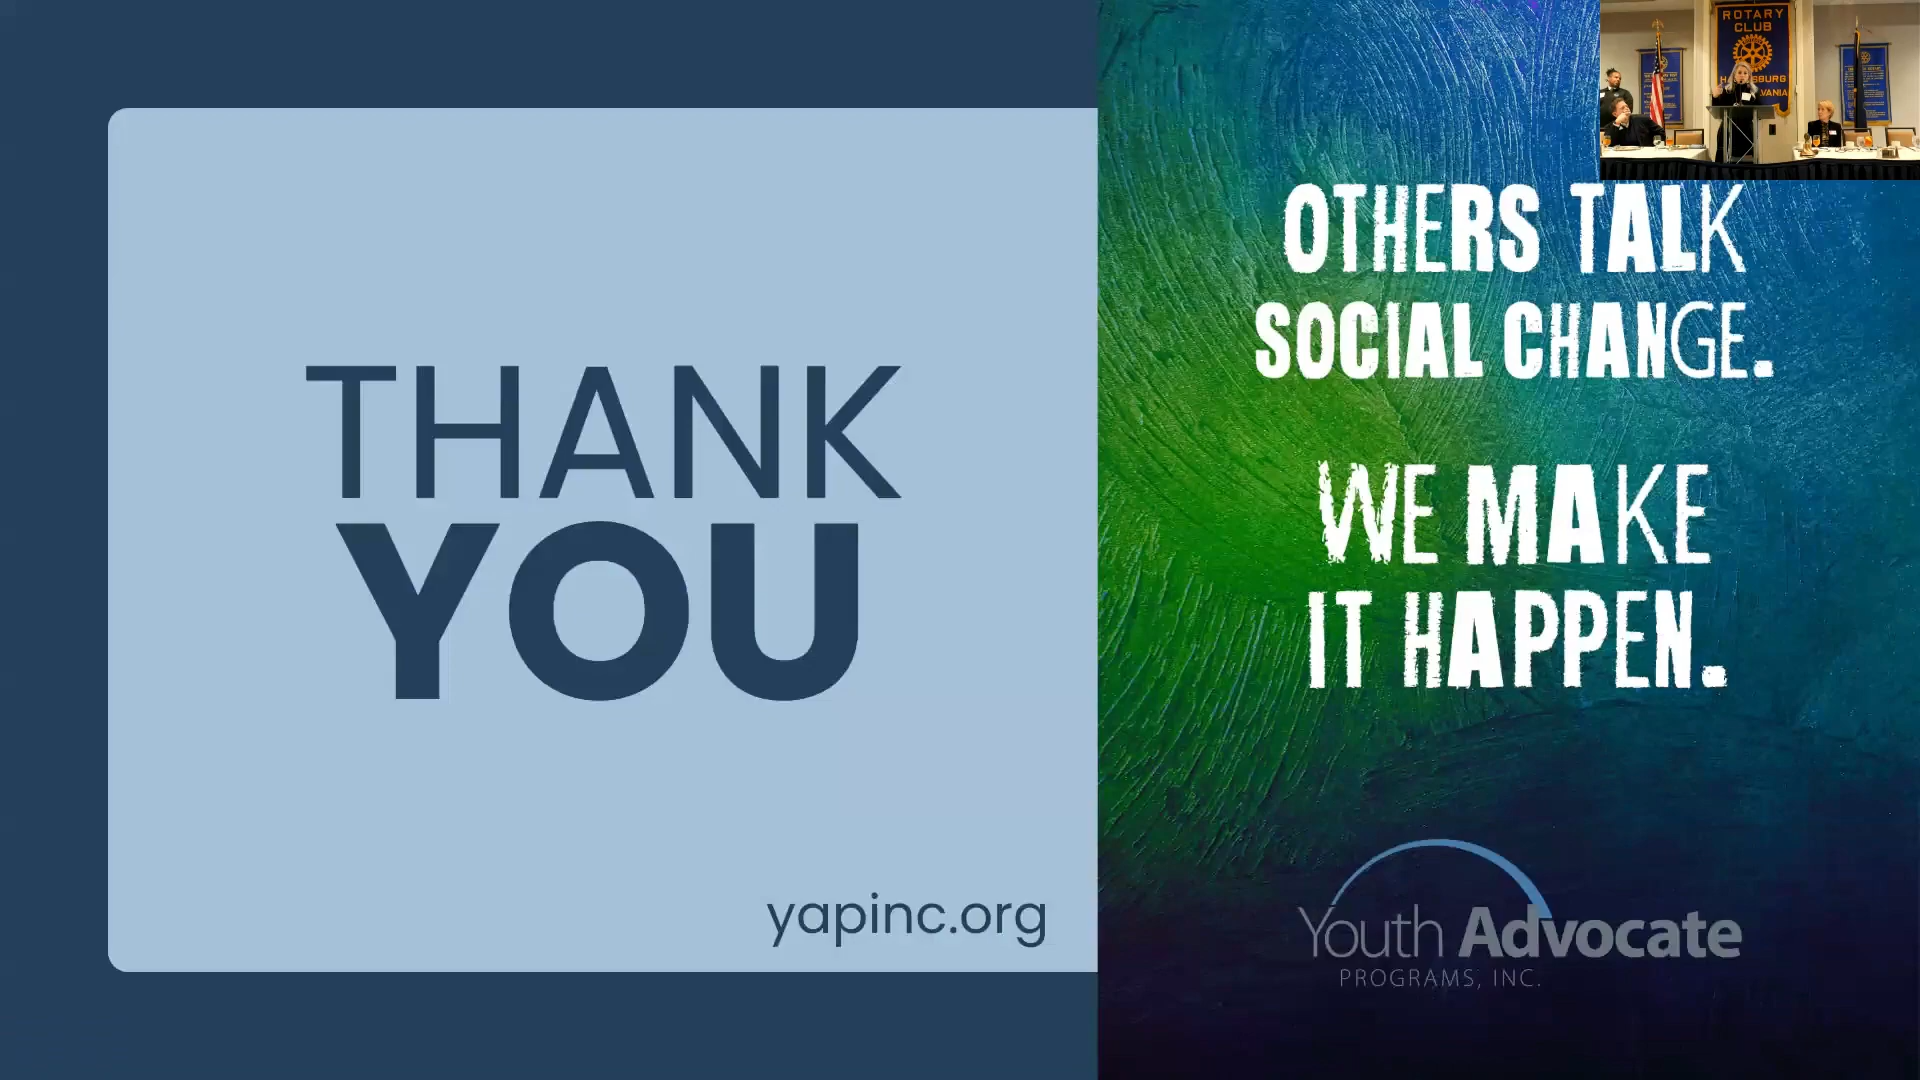 THANK
YOU
yapinc.org
OTHERS TALK
SOCIAL CHANGE.
WE MAKE
IT HAPPEN.
Youth Advocate
PROGRAMS, INC.
ROTARY
CLUB